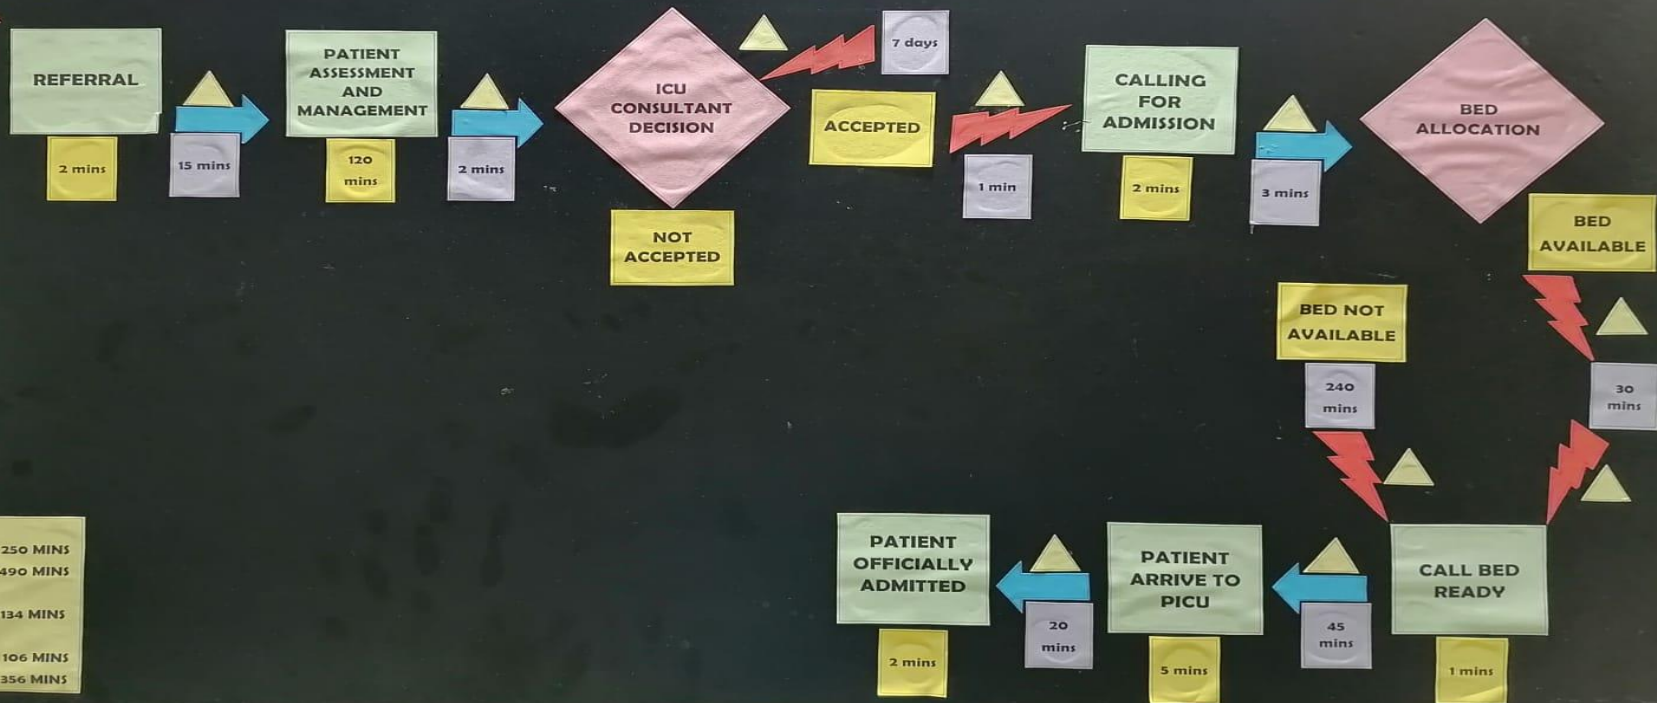 REFERRAL
2 mins
15 mins
PATIENT
ASSESSMENT
AND
MANAGEMENT
120
mins
2 mins
ICU
CONSULTANT
DECISION
NOT
ACCEPTED
7 days
ACCEPTED
1 min
CALLING
FOR
ADMISSION
2 mins
3 mins
BED
ALLOCATION
BED
AVAILABLE
30
mins
BED NOT
AVAILABLE
240
mins
CALL BED
READY
1 mins
45
mins
PATIENT
ARRIVE TO
PICU
5 mins
20
mins
PATIENT
OFFICIALLY
ADMITTED
2 mins
250 MINS
490 MINS
134 MINS
106 MINS
356 MINS